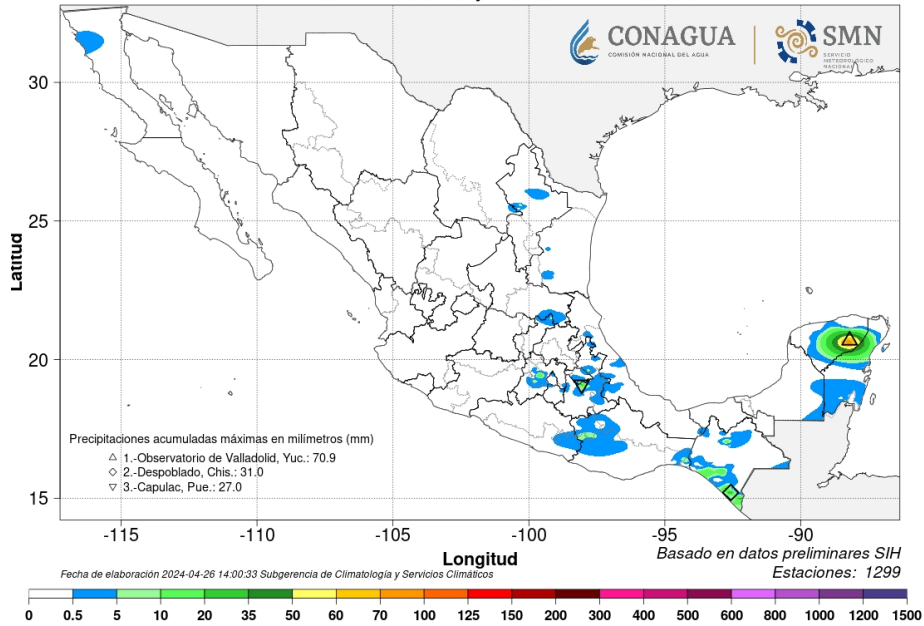 CONAGUA
COMISIÓN NACIONAL DEL AGUA
SMN
SERVICIO
METEOROLÓGICO
NACIONAL
30
25
20
15
Latitud
Precipitaciones acumuladas máximas en milímetros (mm)
1.-Observatorio de Valladolid, Yuc.: 70.9
2.-Despoblado, Chis.: 31.0
3.-Capulac, Pue.: 27.0
-115 -110 -105 -100 -95 -90
Longitud
Basado en datos preliminares SIH
Estaciones: 1299
Fecha de elaboración 2024-04-26 14:00:33 Subgerencia de Climatología y Servicios Climáticos
0 0.5 5 10 20 35 50 60 70 100 125 150 200 300 400 500 600 800 1000 1200 1500